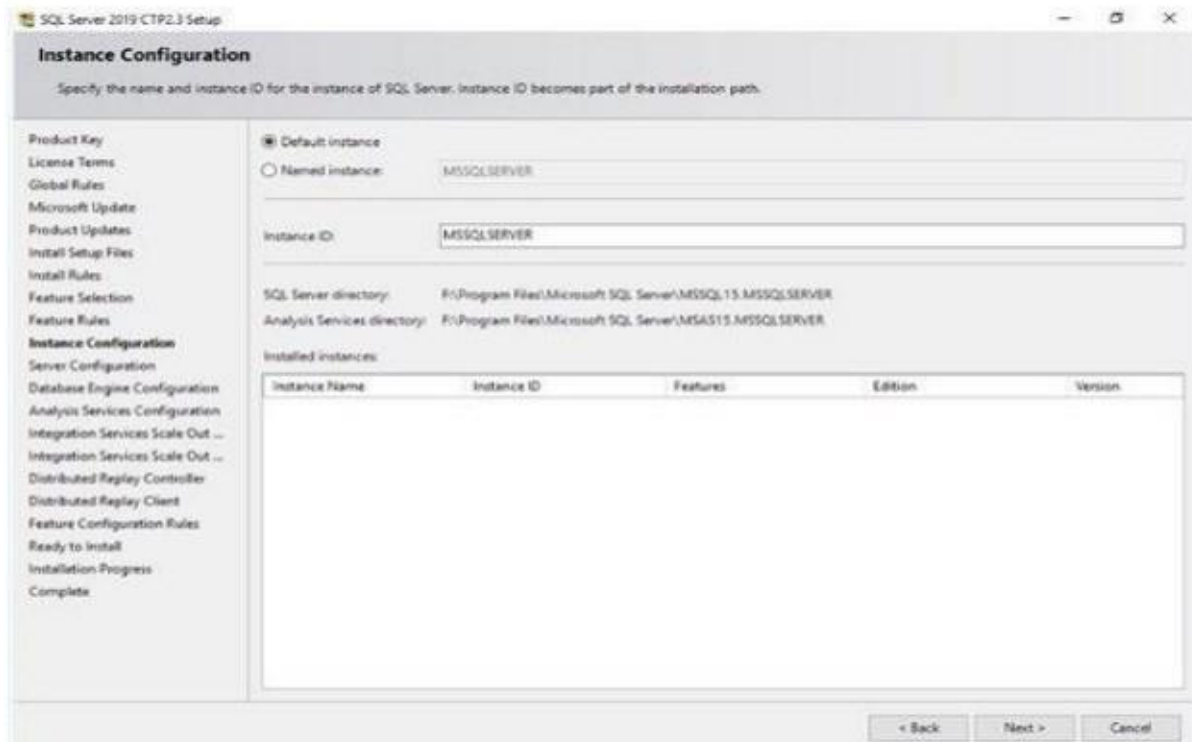 SQL Server 2019 CTP2.3 Setup
Instance Configuration
Specify the name and instance ID for the instance of SQL Server. Instance ID becomes part of the installation path.
Product Key
License Terms
Global Rules
Microsoft Update
Product Updates
Install Setup Files
Install Rules
Feature Selection
Feature Rules
Instance Configuration
Server Configuration
Database Engine Configuration
Analysis Services Configuration
Integration Services Scale Out ...
Integration Services Scale Out ...
Distributed Replay Controller
Distributed Replay Client
Feature Configuration Rules
Ready to Install
Installation Progress
Complete
Default instance
Named instance: MSSQLSERVER
Instance ID: MSSQLSERVER
SQL Server directory: F:\Program Files\Microsoft SQL Server\MSSQL15.MSSQLSERVER
Analysis Services directory: F:\Program Files\Microsoft SQL Server\MSAS15.MSSQLSERVER
Installed instances:
Instance Name Instance ID Features Edition Version
< Back Next > Cancel